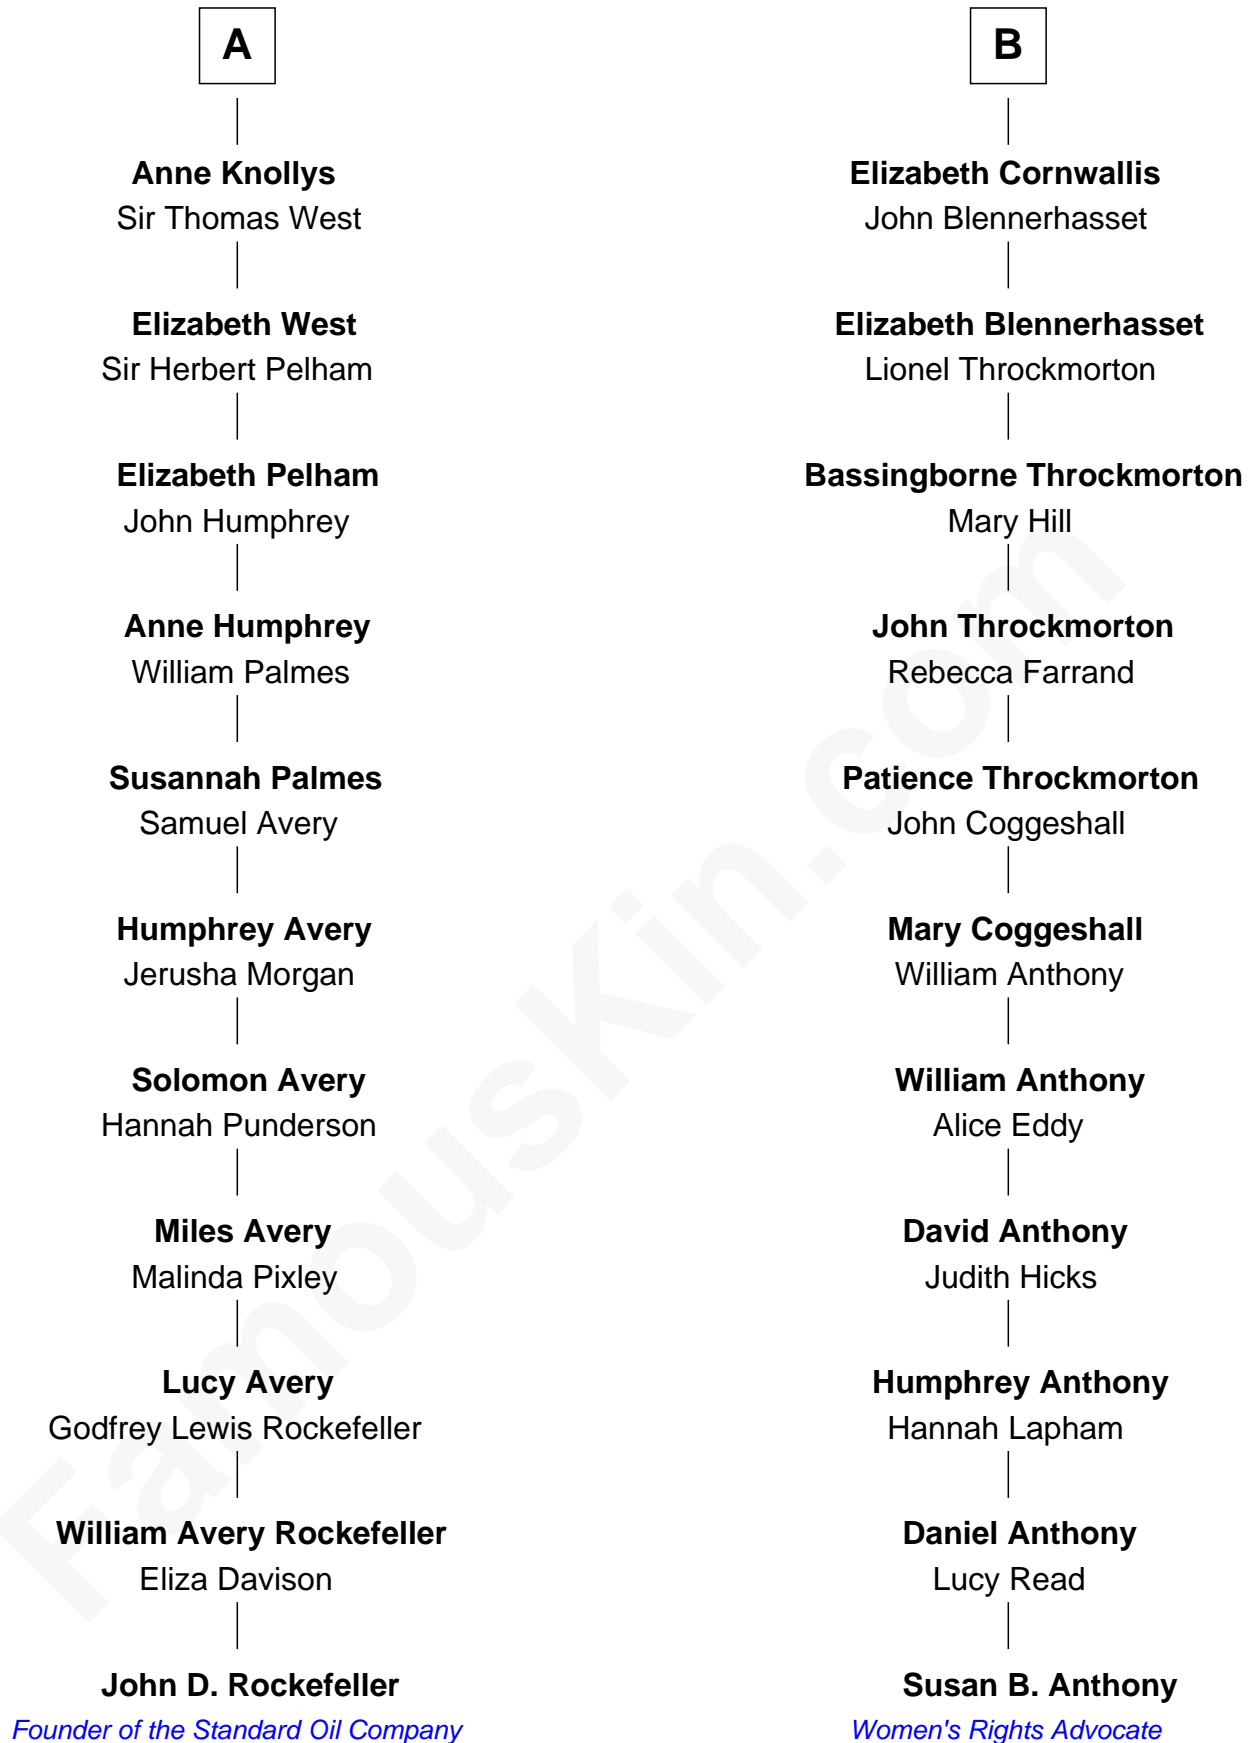 A
Anne Knollys
Sir Thomas West
Elizabeth West
Sir Herbert Pelham
Elizabeth Pelham
John Humphrey
Anne Humphrey
William Palmes
Susannah Palmes
Samuel Avery
Humphrey Avery
Jerusha Morgan
Solomon Avery
Hannah Punderson
Miles Avery
Malinda Pixley
Lucy Avery
Godfrey Lewis Rockefeller
William Avery Rockefeller
Eliza Davison
John D. Rockefeller
Founder of the Standard Oil Company
B
Elizabeth Cornwallis
John Blennerhasset
Elizabeth Blennerhasset
Lionel Throckmorton
Bassingborne Throckmorton
Mary Hill
John Throckmorton
Rebecca Farrand
Patience Throckmorton
John Coggeshall
Mary Coggeshall
William Anthony
William Anthony
Alice Eddy
David Anthony
Judith Hicks
Humphrey Anthony
Hannah Lapham
Daniel Anthony
Lucy Read
Susan B. Anthony
Women's Rights Advocate
FamousKin.com